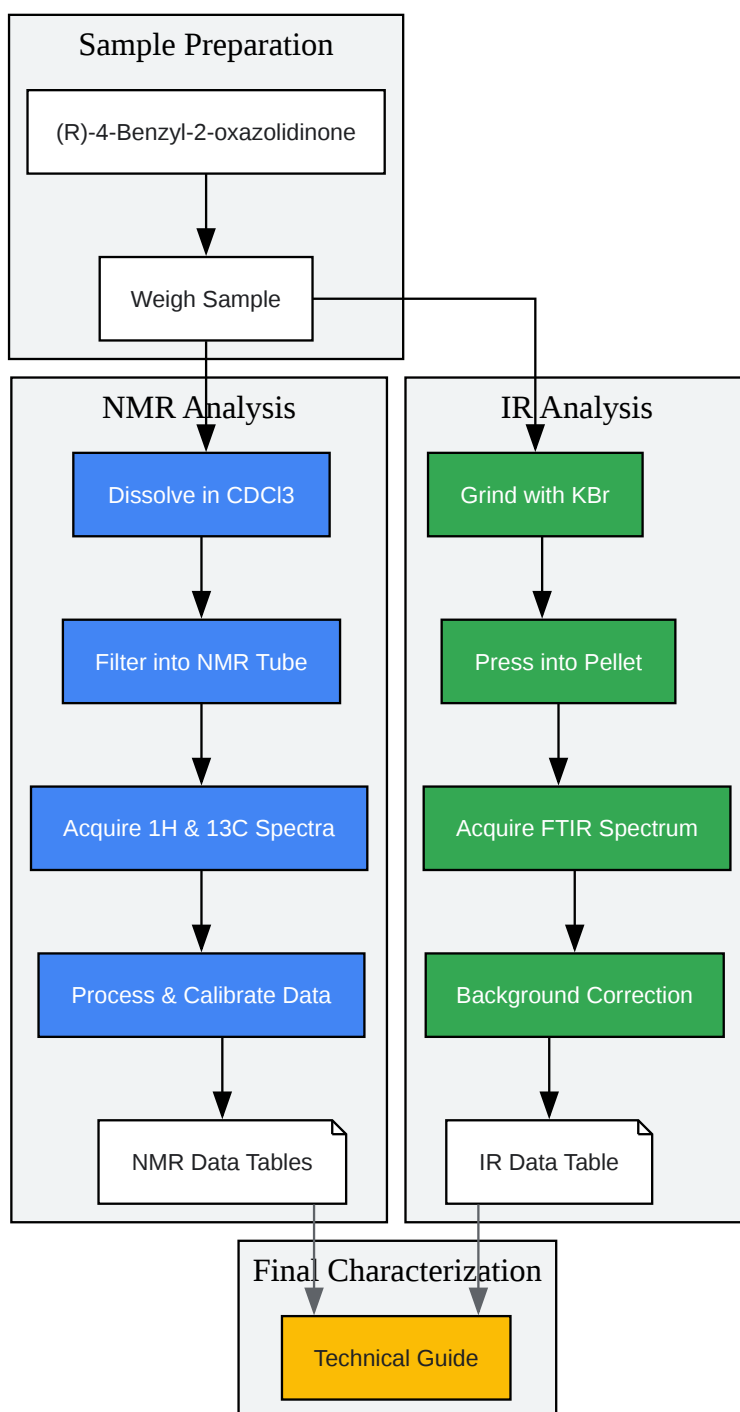 Sample Preparation
(R)-4-Benzyl-2-oxazolidinone
Weigh Sample
NMR Analysis
IR Analysis
Dissolve in CDCl3
Grind with KBr
Filter into NMR Tube
Press into Pellet
Acquire 1H & 13C Spectra
Acquire FTIR Spectrum
Process & Calibrate Data
Background Correction
NMR Data Tables
IR Data Table
Final Characterization
Technical Guide